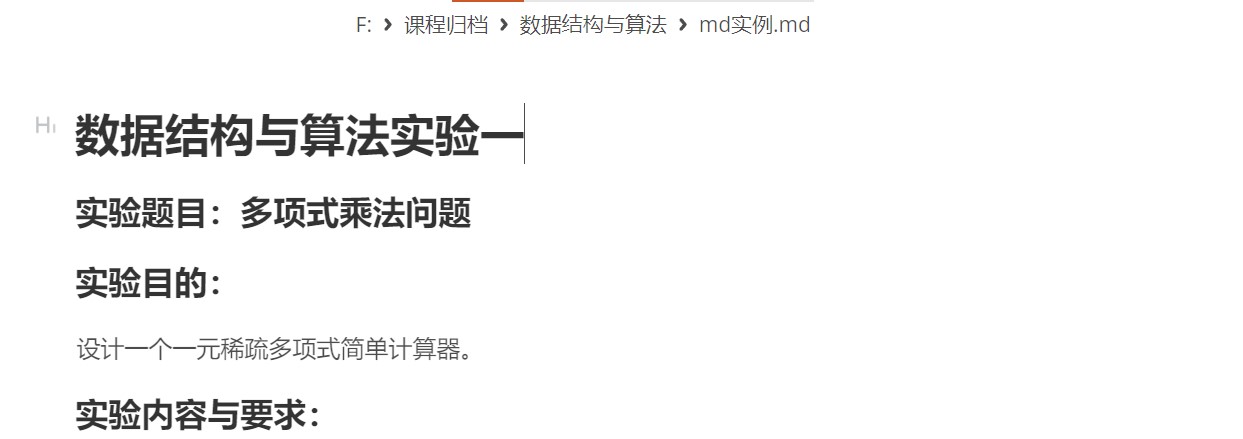 F: › 课程归档 › 数据结构与算法 › md实例.md
H1 数据结构与算法实验一
实验题目：多项式乘法问题
实验目的：
设计一个一元稀疏多项式简单计算器。
实验内容与要求：